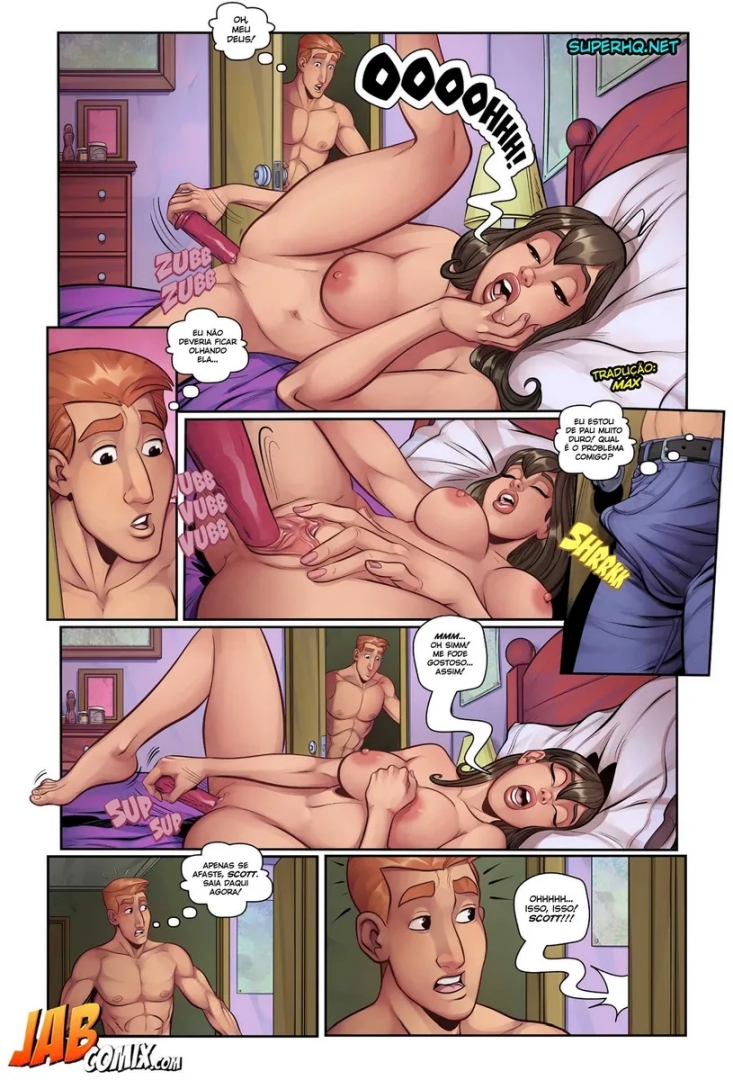 OH,
MEU
DEUS!
SUPERHQ.NET
OOOOHHH!
ZUBB
ZUBB
EU NÃO
DEVERIA FICAR
OLHANDO
ELA...
TRADUÇÃO:
MAX
EU ESTOU
DE PAU MUITO
DURO! QUAL
É O PROBLEMA
COMIGO?
VUBB
VUBB
VUBB
SHRRKK
MMM...
OH SIMM!
ME FODE
GOSTOSO...
ASSIM!
SUP
SUP
APENAS SE
AFASTE, SCOTT.
SAIA DAQUI
AGORA!
OHHHHH...
ISSO, ISSO!
SCOTT!!!
JAB
COMIX.COM